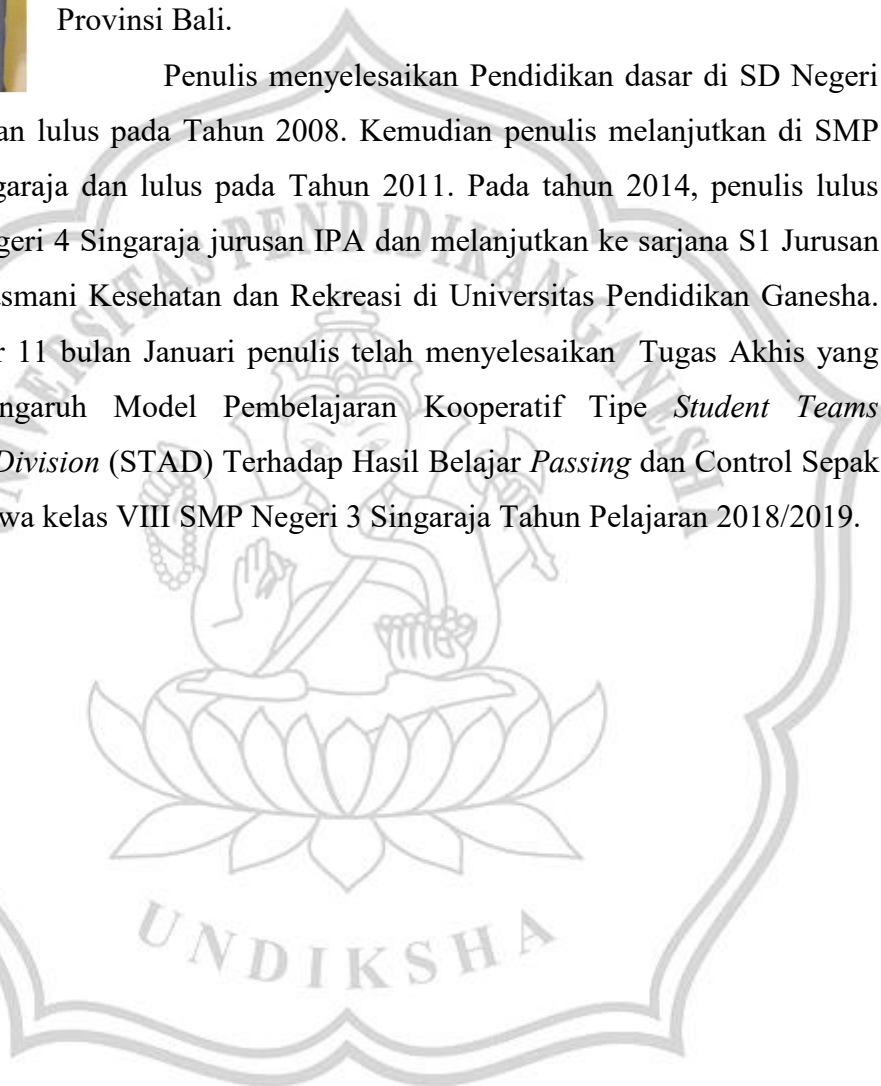 Provinsi Bali.
Penulis menyelesaikan Pendidikan dasar di SD Negeri
an lulus pada Tahun 2008. Kemudian penulis melanjutkan di SMP
garaja dan lulus pada Tahun 2011. Pada tahun 2014, penulis lulus
geri 4 Singaraja jurusan IPA dan melanjutkan ke sarjana S1 Jurusan
asmani Kesehatan dan Rekreasi di Universitas Pendidikan Ganesha.
r 11 bulan Januari penulis telah menyelesaikan Tugas Akhis yang
ngaruh Model Pembelajaran Kooperatif Tipe Student Teams
Division (STAD) Terhadap Hasil Belajar Passing dan Control Sepak
wa kelas VIII SMP Negeri 3 Singaraja Tahun Pelajaran 2018/2019.
UNIVERSITAS PENDIDIKAN GANESHA
UNDIKSHA